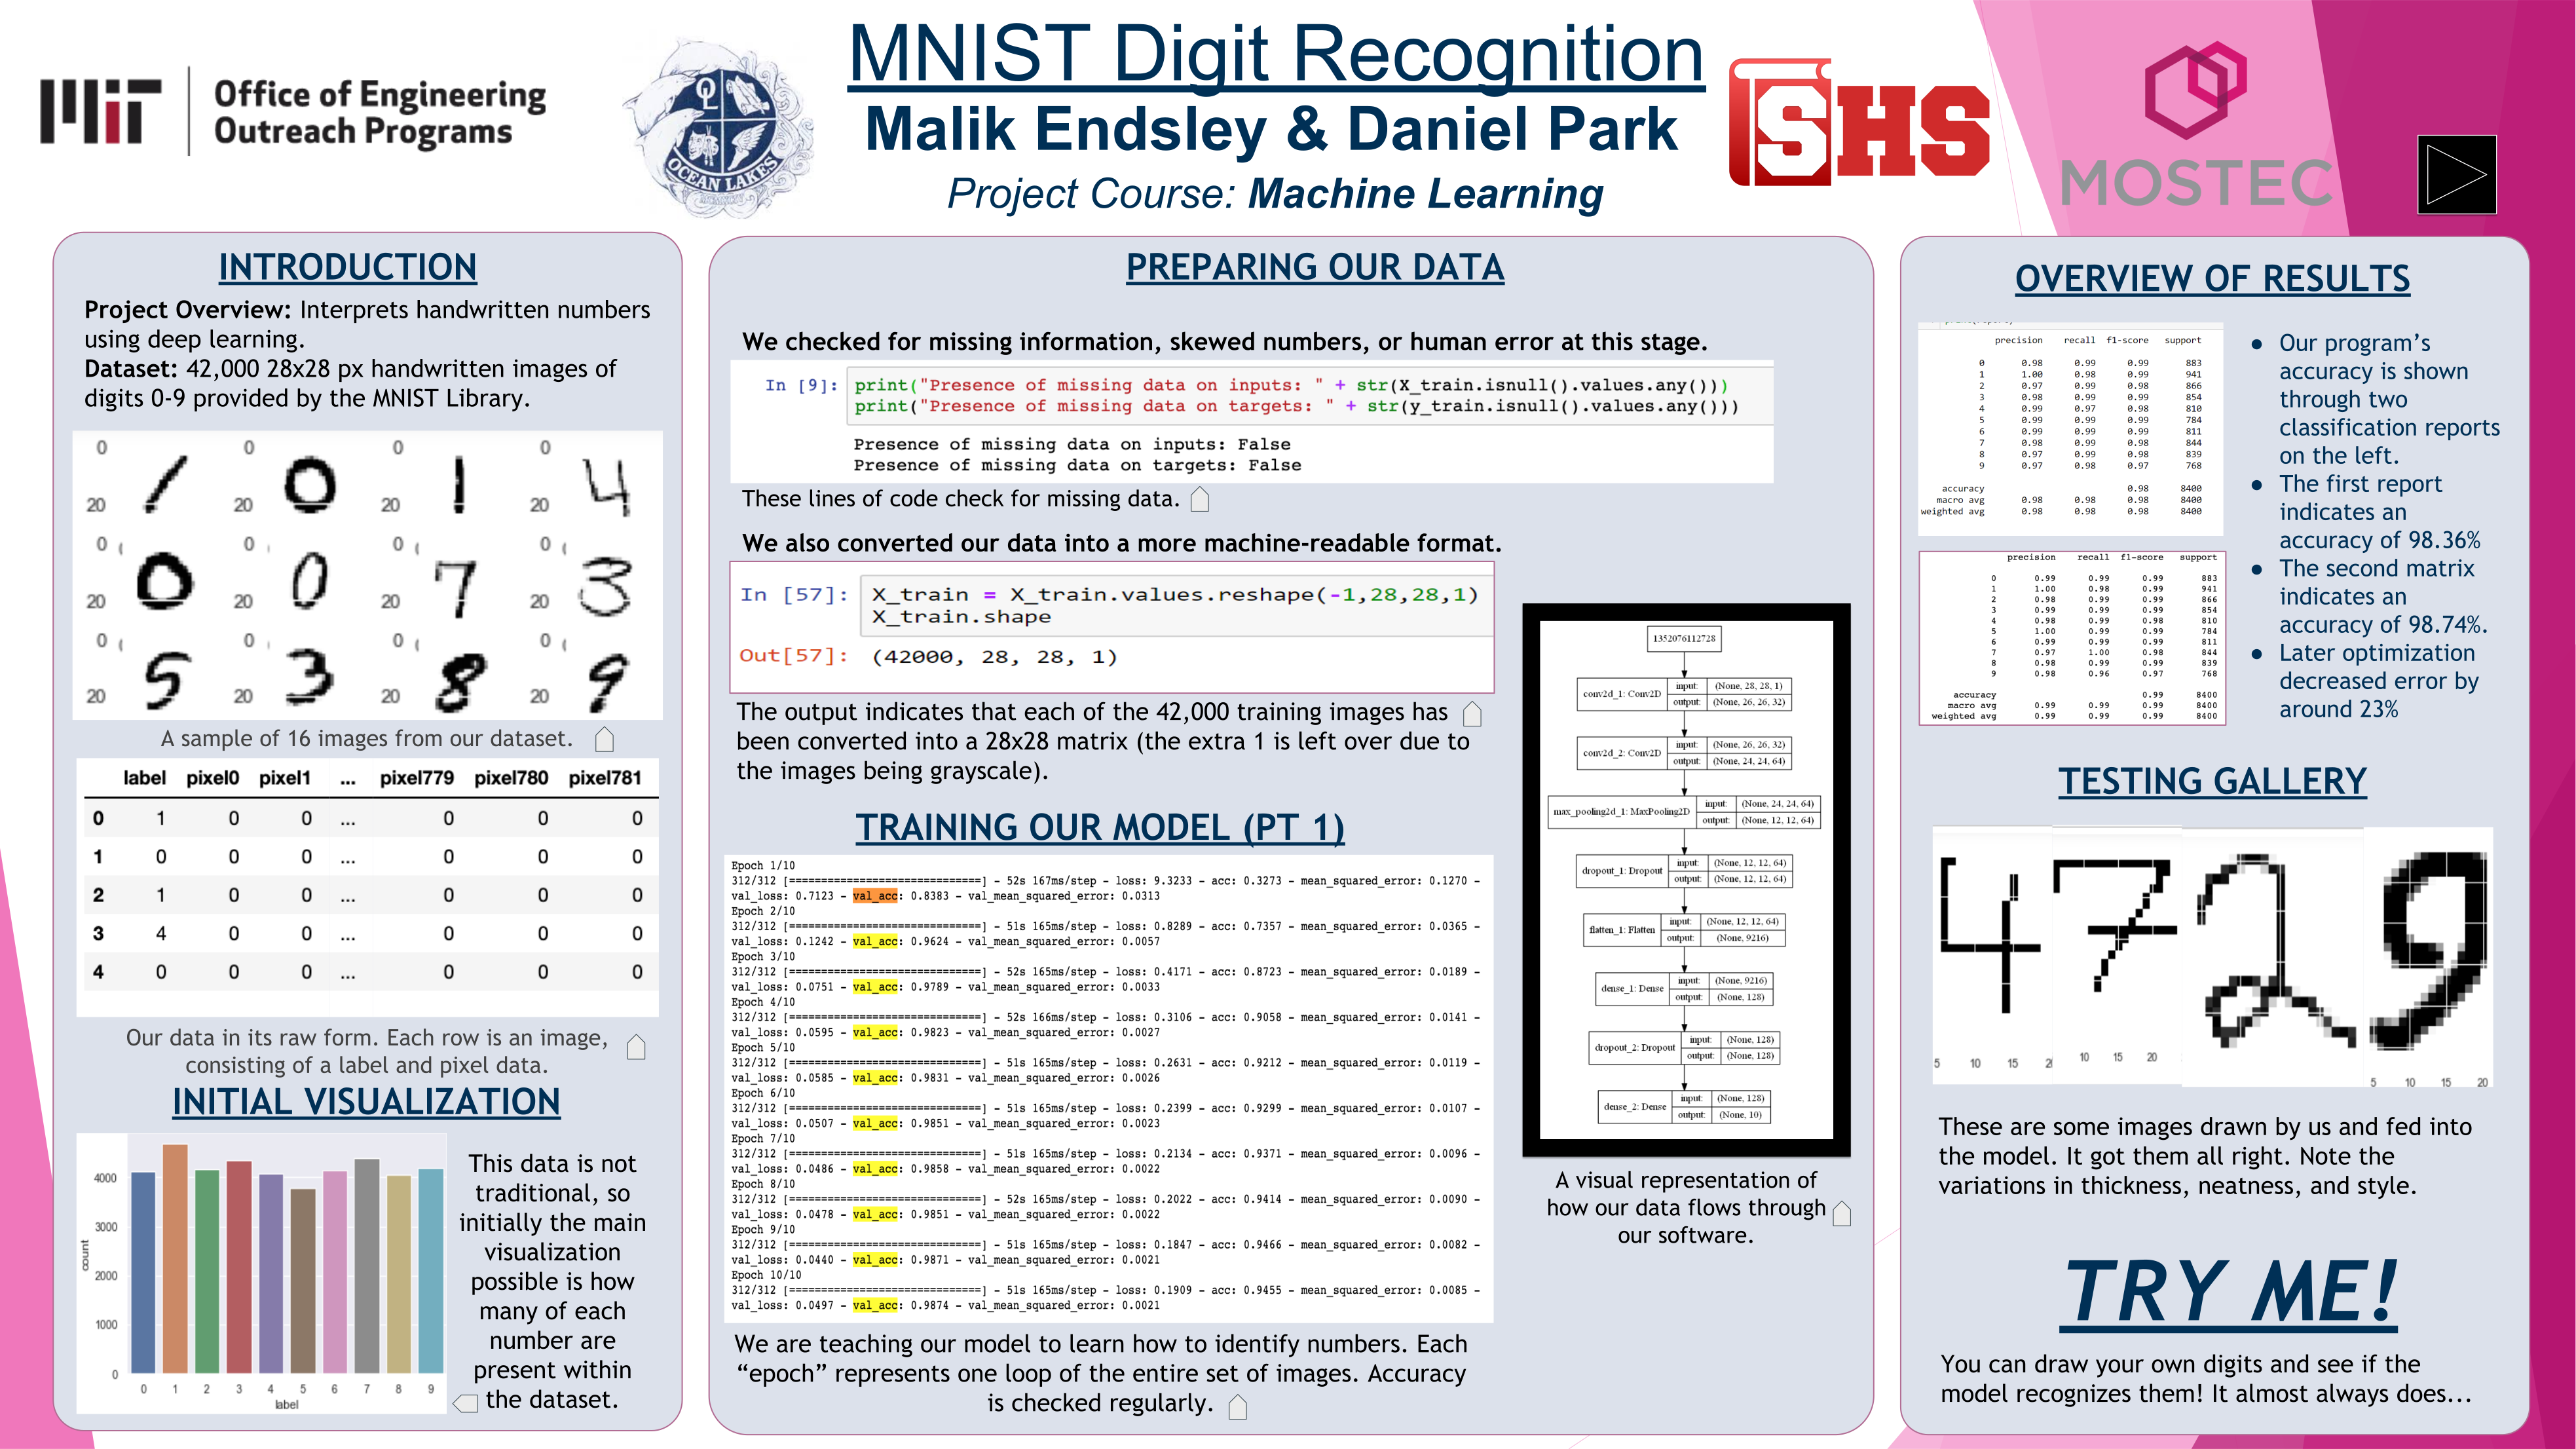 MIT
Office of Engineering
Outreach Programs
OL
OCEAN LAKES
MNIST Digit Recognition
Malik Endsley & Daniel Park
Project Course: Machine Learning
SHS
MOSTEC
INTRODUCTION
Project Overview: Interprets handwritten numbers
using deep learning.
Dataset: 42,000 28x28 px handwritten images of
digits 0-9 provided by the MNIST Library.
0 0 0 0
1 0 1 4
20 20 20 20
0 0 0 0
0 0 7 3
20 20 20 20
0 0 0 0
5 3 8 9
20 20 20 20
A sample of 16 images from our dataset.
label pixel0 pixel1 ... pixel779 pixel780 pixel781
0 1 0 0 ... 0 0 0
1 0 0 0 ... 0 0 0
2 1 0 0 ... 0 0 0
3 4 0 0 ... 0 0 0
4 0 0 0 ... 0 0 0
Our data in its raw form. Each row is an image,
consisting of a label and pixel data.
INITIAL VISUALIZATION
4000
3000
2000
1000
0
count
0 1 2 3 4 5 6 7 8 9
label
This data is not
traditional, so
initially the main
visualization
possible is how
many of each
number are
present within
the dataset.
PREPARING OUR DATA
We checked for missing information, skewed numbers, or human error at this stage.
In [9]: print("Presence of missing data on inputs: " + str(X_train.isnull().values.any()))
print("Presence of missing data on targets: " + str(y_train.isnull().values.any()))
Presence of missing data on inputs: False
Presence of missing data on targets: False
These lines of code check for missing data.
We also converted our data into a more machine-readable format.
In [57]: X_train = X_train.values.reshape(-1,28,28,1)
X_train.shape
Out[57]: (42000, 28, 28, 1)
The output indicates that each of the 42,000 training images has
been converted into a 28x28 matrix (the extra 1 is left over due to
the images being grayscale).
TRAINING OUR MODEL (PT 1)
Epoch 1/10
312/312 [==============================] - 52s 167ms/step - loss: 9.3233 - acc: 0.3273 - mean_squared_error: 0.1270 -
val_loss: 0.7123 - val_acc: 0.8383 - val_mean_squared_error: 0.0313
Epoch 2/10
312/312 [==============================] - 51s 165ms/step - loss: 0.8289 - acc: 0.7357 - mean_squared_error: 0.0365 -
val_loss: 0.1242 - val_acc: 0.9624 - val_mean_squared_error: 0.0057
Epoch 3/10
312/312 [==============================] - 52s 165ms/step - loss: 0.4171 - acc: 0.8723 - mean_squared_error: 0.0189 -
val_loss: 0.0751 - val_acc: 0.9789 - val_mean_squared_error: 0.0033
Epoch 4/10
312/312 [==============================] - 52s 166ms/step - loss: 0.3106 - acc: 0.9058 - mean_squared_error: 0.0141 -
val_loss: 0.0595 - val_acc: 0.9823 - val_mean_squared_error: 0.0027
Epoch 5/10
312/312 [==============================] - 51s 165ms/step - loss: 0.2631 - acc: 0.9212 - mean_squared_error: 0.0119 -
val_loss: 0.0585 - val_acc: 0.9831 - val_mean_squared_error: 0.0026
Epoch 6/10
312/312 [==============================] - 51s 165ms/step - loss: 0.2399 - acc: 0.9299 - mean_squared_error: 0.0107 -
val_loss: 0.0507 - val_acc: 0.9851 - val_mean_squared_error: 0.0023
Epoch 7/10
312/312 [==============================] - 51s 165ms/step - loss: 0.2134 - acc: 0.9371 - mean_squared_error: 0.0096 -
val_loss: 0.0486 - val_acc: 0.9858 - val_mean_squared_error: 0.0022
Epoch 8/10
312/312 [==============================] - 52s 165ms/step - loss: 0.2022 - acc: 0.9414 - mean_squared_error: 0.0090 -
val_loss: 0.0478 - val_acc: 0.9851 - val_mean_squared_error: 0.0022
Epoch 9/10
312/312 [==============================] - 51s 165ms/step - loss: 0.1847 - acc: 0.9466 - mean_squared_error: 0.0082 -
val_loss: 0.0440 - val_acc: 0.9871 - val_mean_squared_error: 0.0021
Epoch 10/10
312/312 [==============================] - 51s 165ms/step - loss: 0.1909 - acc: 0.9455 - mean_squared_error: 0.0085 -
val_loss: 0.0497 - val_acc: 0.9874 - val_mean_squared_error: 0.0021
We are teaching our model to learn how to identify numbers. Each
“epoch” represents one loop of the entire set of images. Accuracy
is checked regularly.
1352076112728
conv2d_1: Conv2D input: (None, 28, 28, 1)
output: (None, 26, 26, 32)
conv2d_2: Conv2D input: (None, 26, 26, 32)
output: (None, 24, 24, 64)
max_pooling2d_1: MaxPooling2D input: (None, 24, 24, 64)
output: (None, 12, 12, 64)
dropout_1: Dropout input: (None, 12, 12, 64)
output: (None, 12, 12, 64)
flatten_1: Flatten input: (None, 12, 12, 64)
output: (None, 9216)
dense_1: Dense input: (None, 9216)
output: (None, 128)
dropout_2: Dropout input: (None, 128)
output: (None, 128)
dense_2: Dense input: (None, 128)
output: (None, 10)
A visual representation of
how our data flows through
our software.
OVERVIEW OF RESULTS
precision recall f1-score support
0 0.98 0.99 0.99 883
1 1.00 0.98 0.99 941
2 0.97 0.99 0.98 866
3 0.98 0.99 0.99 854
4 0.99 0.97 0.98 810
5 0.99 0.99 0.99 784
6 0.99 0.99 0.99 811
7 0.98 0.99 0.98 844
8 0.97 0.99 0.98 839
9 0.97 0.98 0.97 768
accuracy 0.98 8400
macro avg 0.98 0.98 0.98 8400
weighted avg 0.98 0.98 0.98 8400
precision recall f1-score support
0 0.99 0.99 0.99 883
1 1.00 0.98 0.99 941
2 0.98 0.99 0.99 866
3 0.99 0.99 0.99 854
4 0.98 0.99 0.98 810
5 1.00 0.99 0.99 784
6 0.99 0.99 0.99 811
7 0.97 1.00 0.98 844
8 0.98 0.99 0.99 839
9 0.98 0.96 0.97 768
accuracy 0.99 8400
macro avg 0.99 0.99 0.99 8400
weighted avg 0.99 0.99 0.99 8400
● Our program’s
accuracy is shown
through two
classification reports
on the left.
● The first report
indicates an
accuracy of 98.36%
● The second matrix
indicates an
accuracy of 98.74%.
● Later optimization
decreased error by
around 23%
TESTING GALLERY
4 7 2 9
5 10 15 2
10 15 20
5 10 15 20
These are some images drawn by us and fed into
the model. It got them all right. Note the
variations in thickness, neatness, and style.
TRY ME!
You can draw your own digits and see if the
model recognizes them! It almost always does...